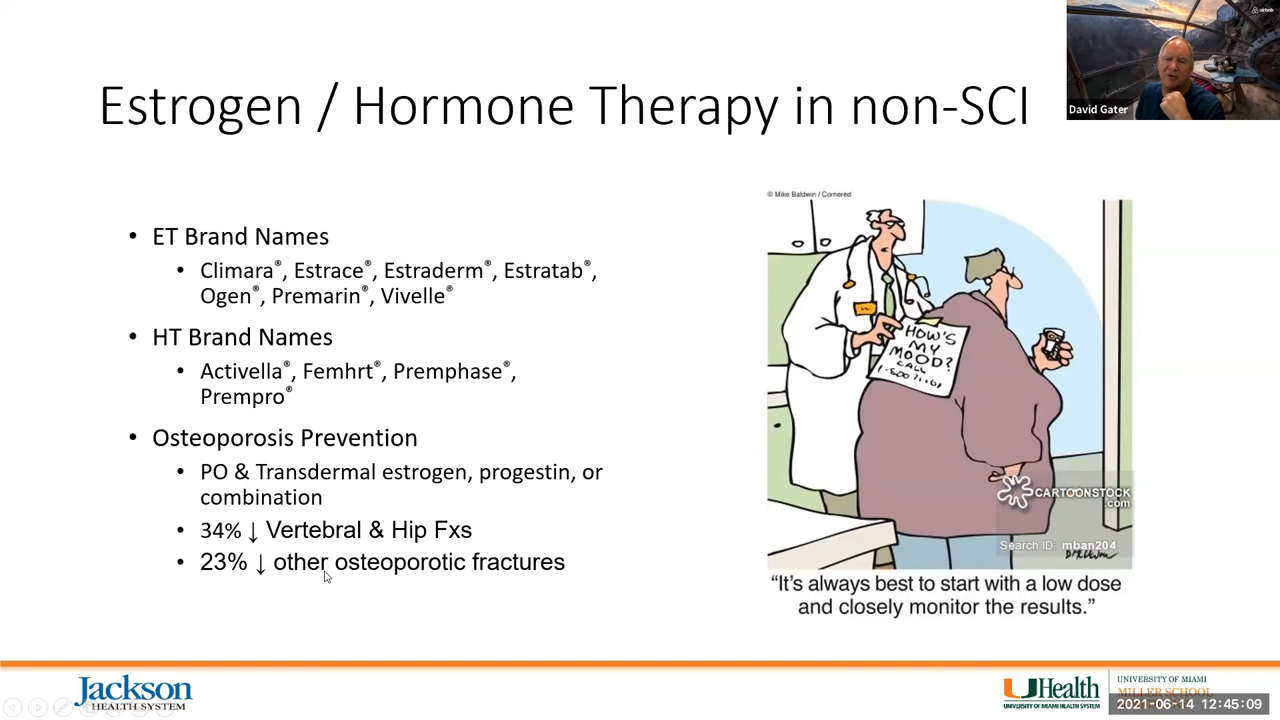 airbnb
David Gater
Estrogen / Hormone Therapy in non-SCI
• ET Brand Names
• Climara®, Estrace®, Estraderm®, Estratab®,
Ogen®, Premarin®, Vivelle®
• HT Brand Names
• Activella®, Femhrt®, Premphase®,
Prempro®
• Osteoporosis Prevention
• PO & Transdermal estrogen, progestin, or
combination
• 34% ↓ Vertebral & Hip Fxs
• 23% ↓ other osteoporotic fractures
© Mike Baldwin / Cornered
HOW'S
MY
MOOD?
CALL
CARTOONSTOCK
.com
Search ID: mban204
"It's always best to start with a low dose
and closely monitor the results."
Jackson
HEALTH SYSTEM
UHealth
UNIVERSITY OF MIAMI HEALTH SYSTEM
UNIVERSITY OF MIAMI
MILLER SCHOOL
2021-06-14 12:45:09